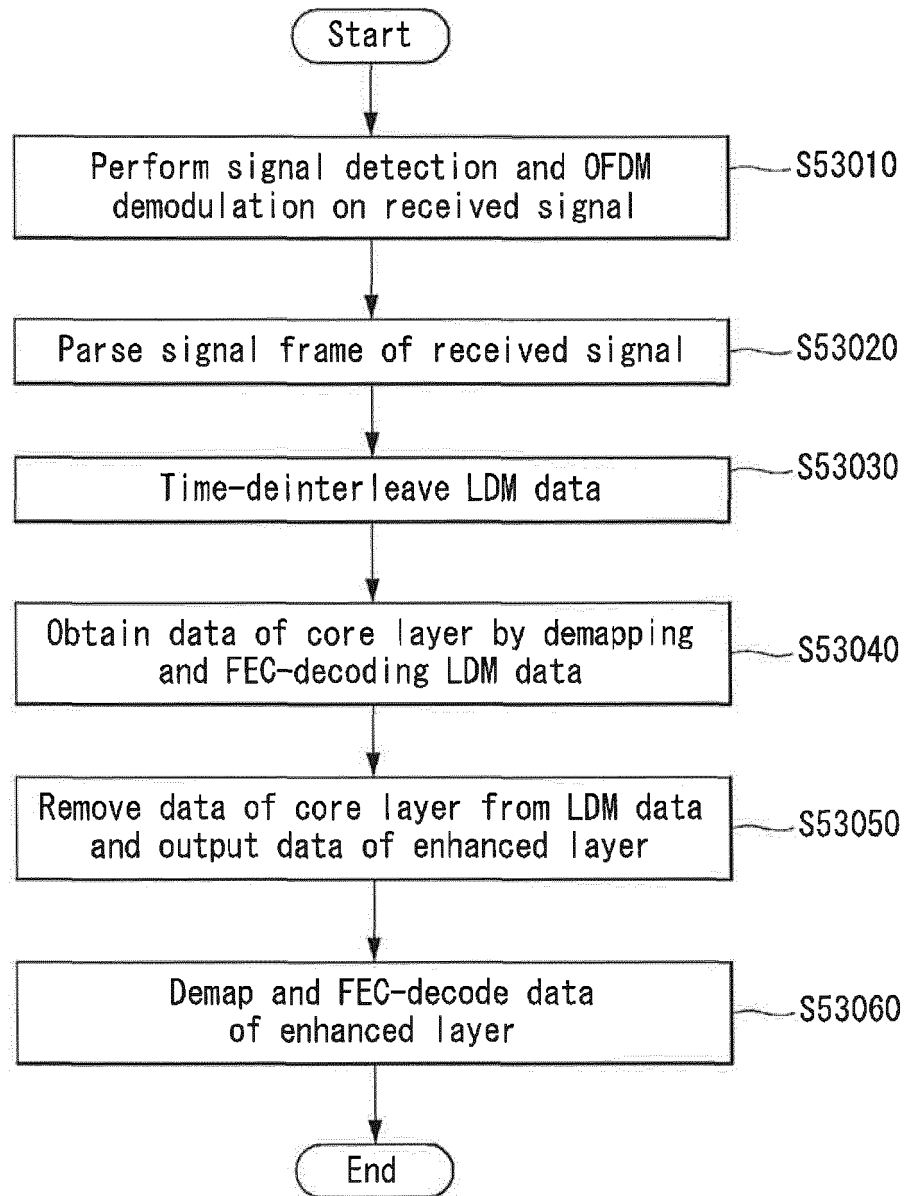 Start
Perform signal detection and OFDM
demodulation on received signal
S53010
Parse signal frame of received signal
S53020
Time-deinterleave LDM data
S53030
Obtain data of core layer by demapping
and FEC-decoding LDM data
S53040
Remove data of core layer from LDM data
and output data of enhanced layer
S53050
Demap and FEC-decode data
of enhanced layer
S53060
End